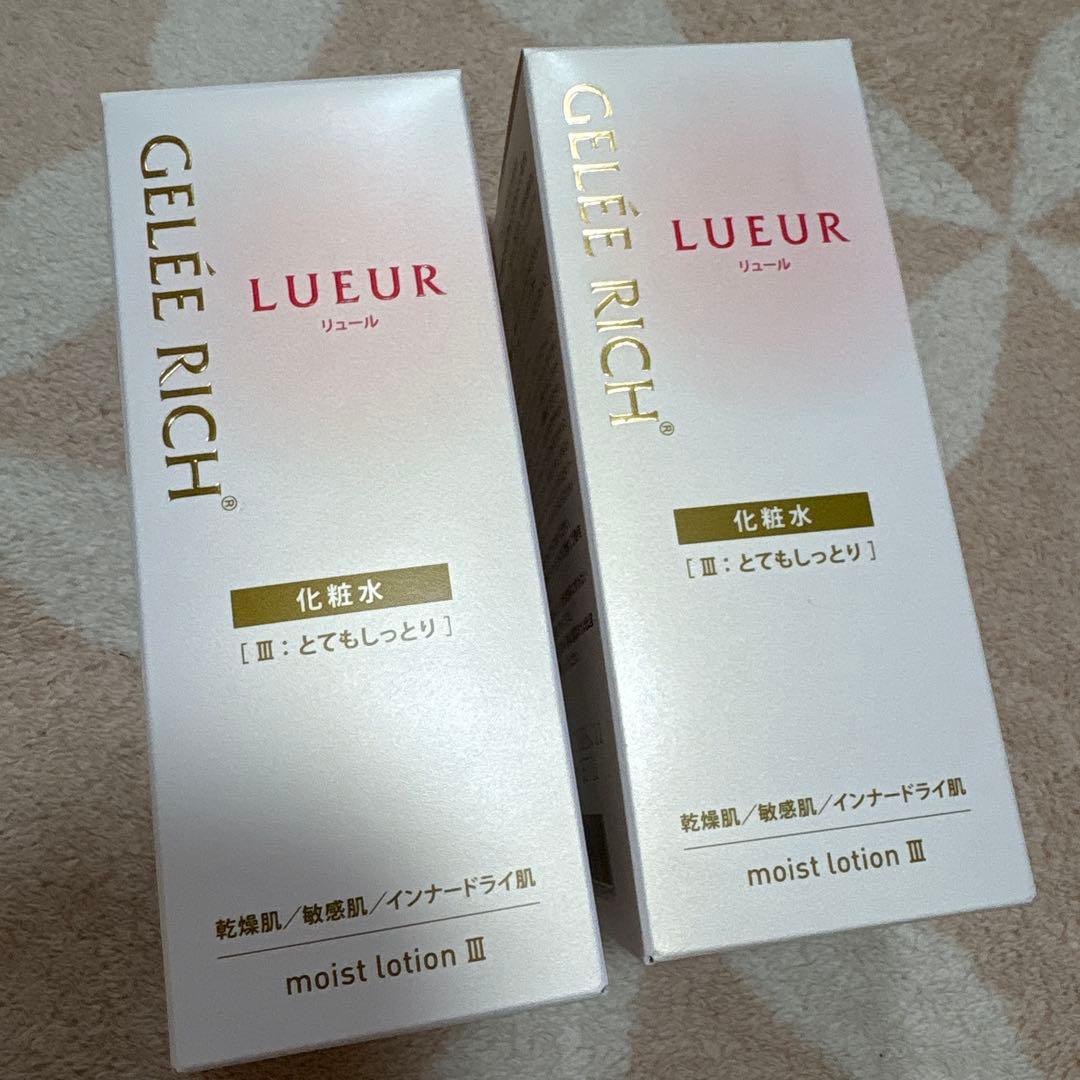 GELÉE RICH®
LUEUR
リュール
化粧水
[Ⅲ:とてもしっとり]
乾燥肌/敏感肌/インナードライ肌
moist lotion Ⅲ
GELÉE RICH®
LUEUR
リュール
化粧水
[Ⅲ:とてもしっとり]
乾燥肌/敏感肌/インナードライ肌
moist lotion Ⅲ